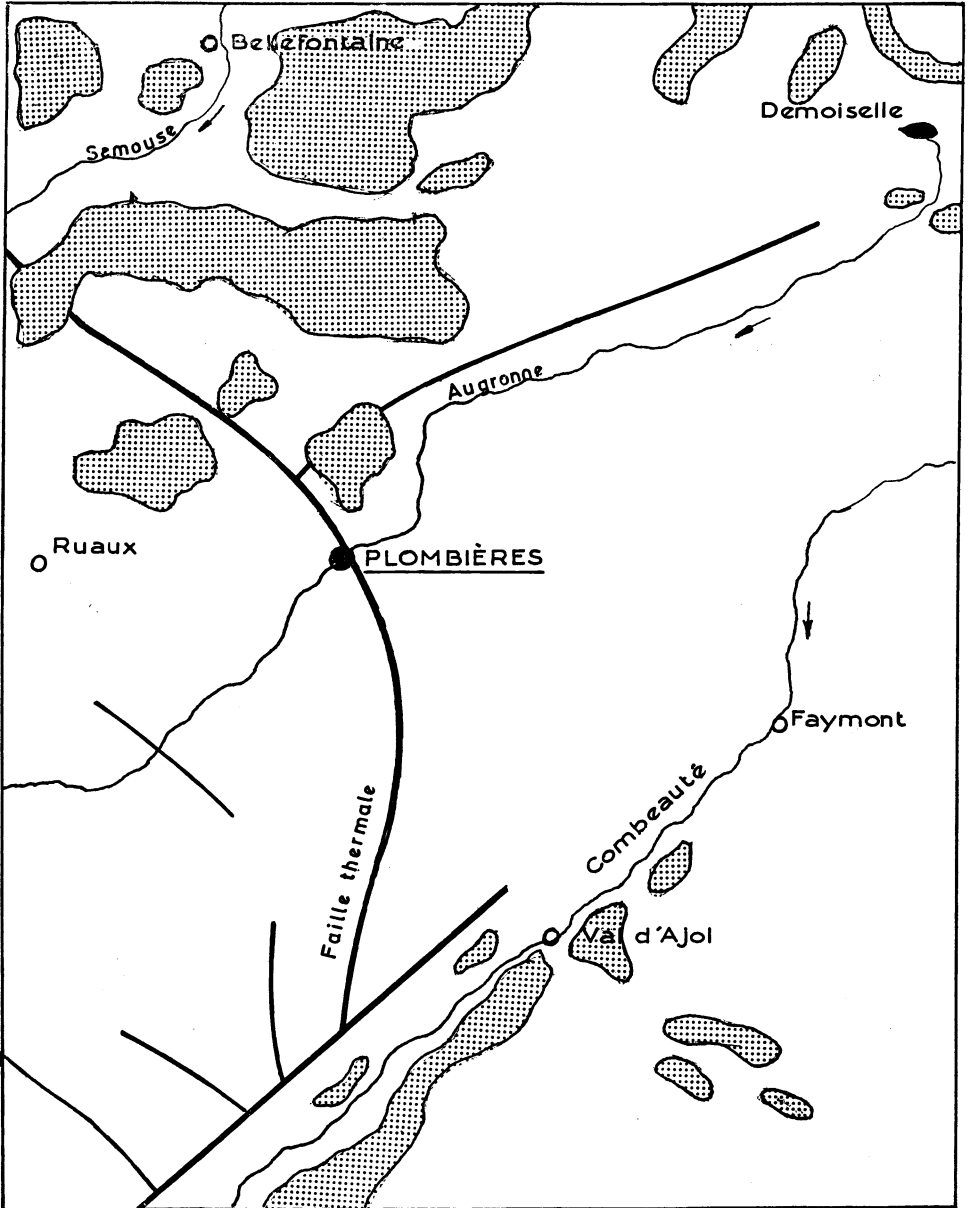 Bellefontaine
Demoiselle
Semouse
Augronne
Ruaux
PLOMBIÈRES
Faymont
Combeauté
Faille thermale
Val d'Ajol